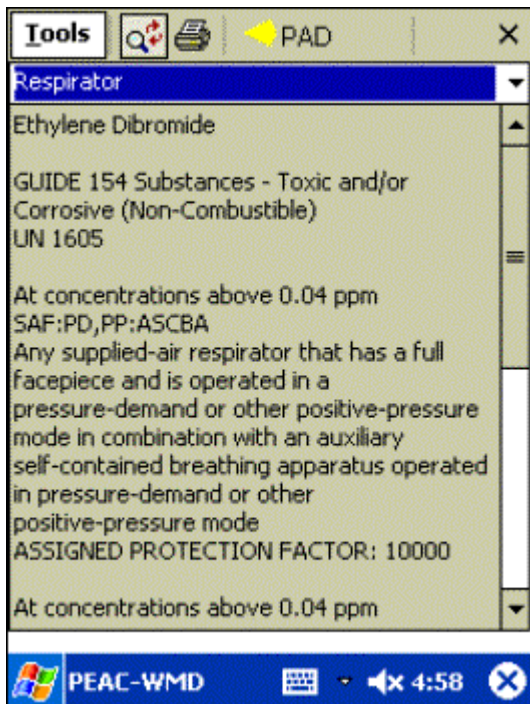 Tools PAD
Respirator
Ethylene Dibromide
GUIDE 154 Substances - Toxic and/or
Corrosive (Non-Combustible)
UN 1605
At concentrations above 0.04 ppm
SAF:PD,PP:ASCBA
Any supplied-air respirator that has a full
facepiece and is operated in a
pressure-demand or other positive-pressure
mode in combination with an auxiliary
self-contained breathing apparatus operated
in pressure-demand or other
positive-pressure mode
ASSIGNED PROTECTION FACTOR: 10000
At concentrations above 0.04 ppm
PEAC-WMD 4:58